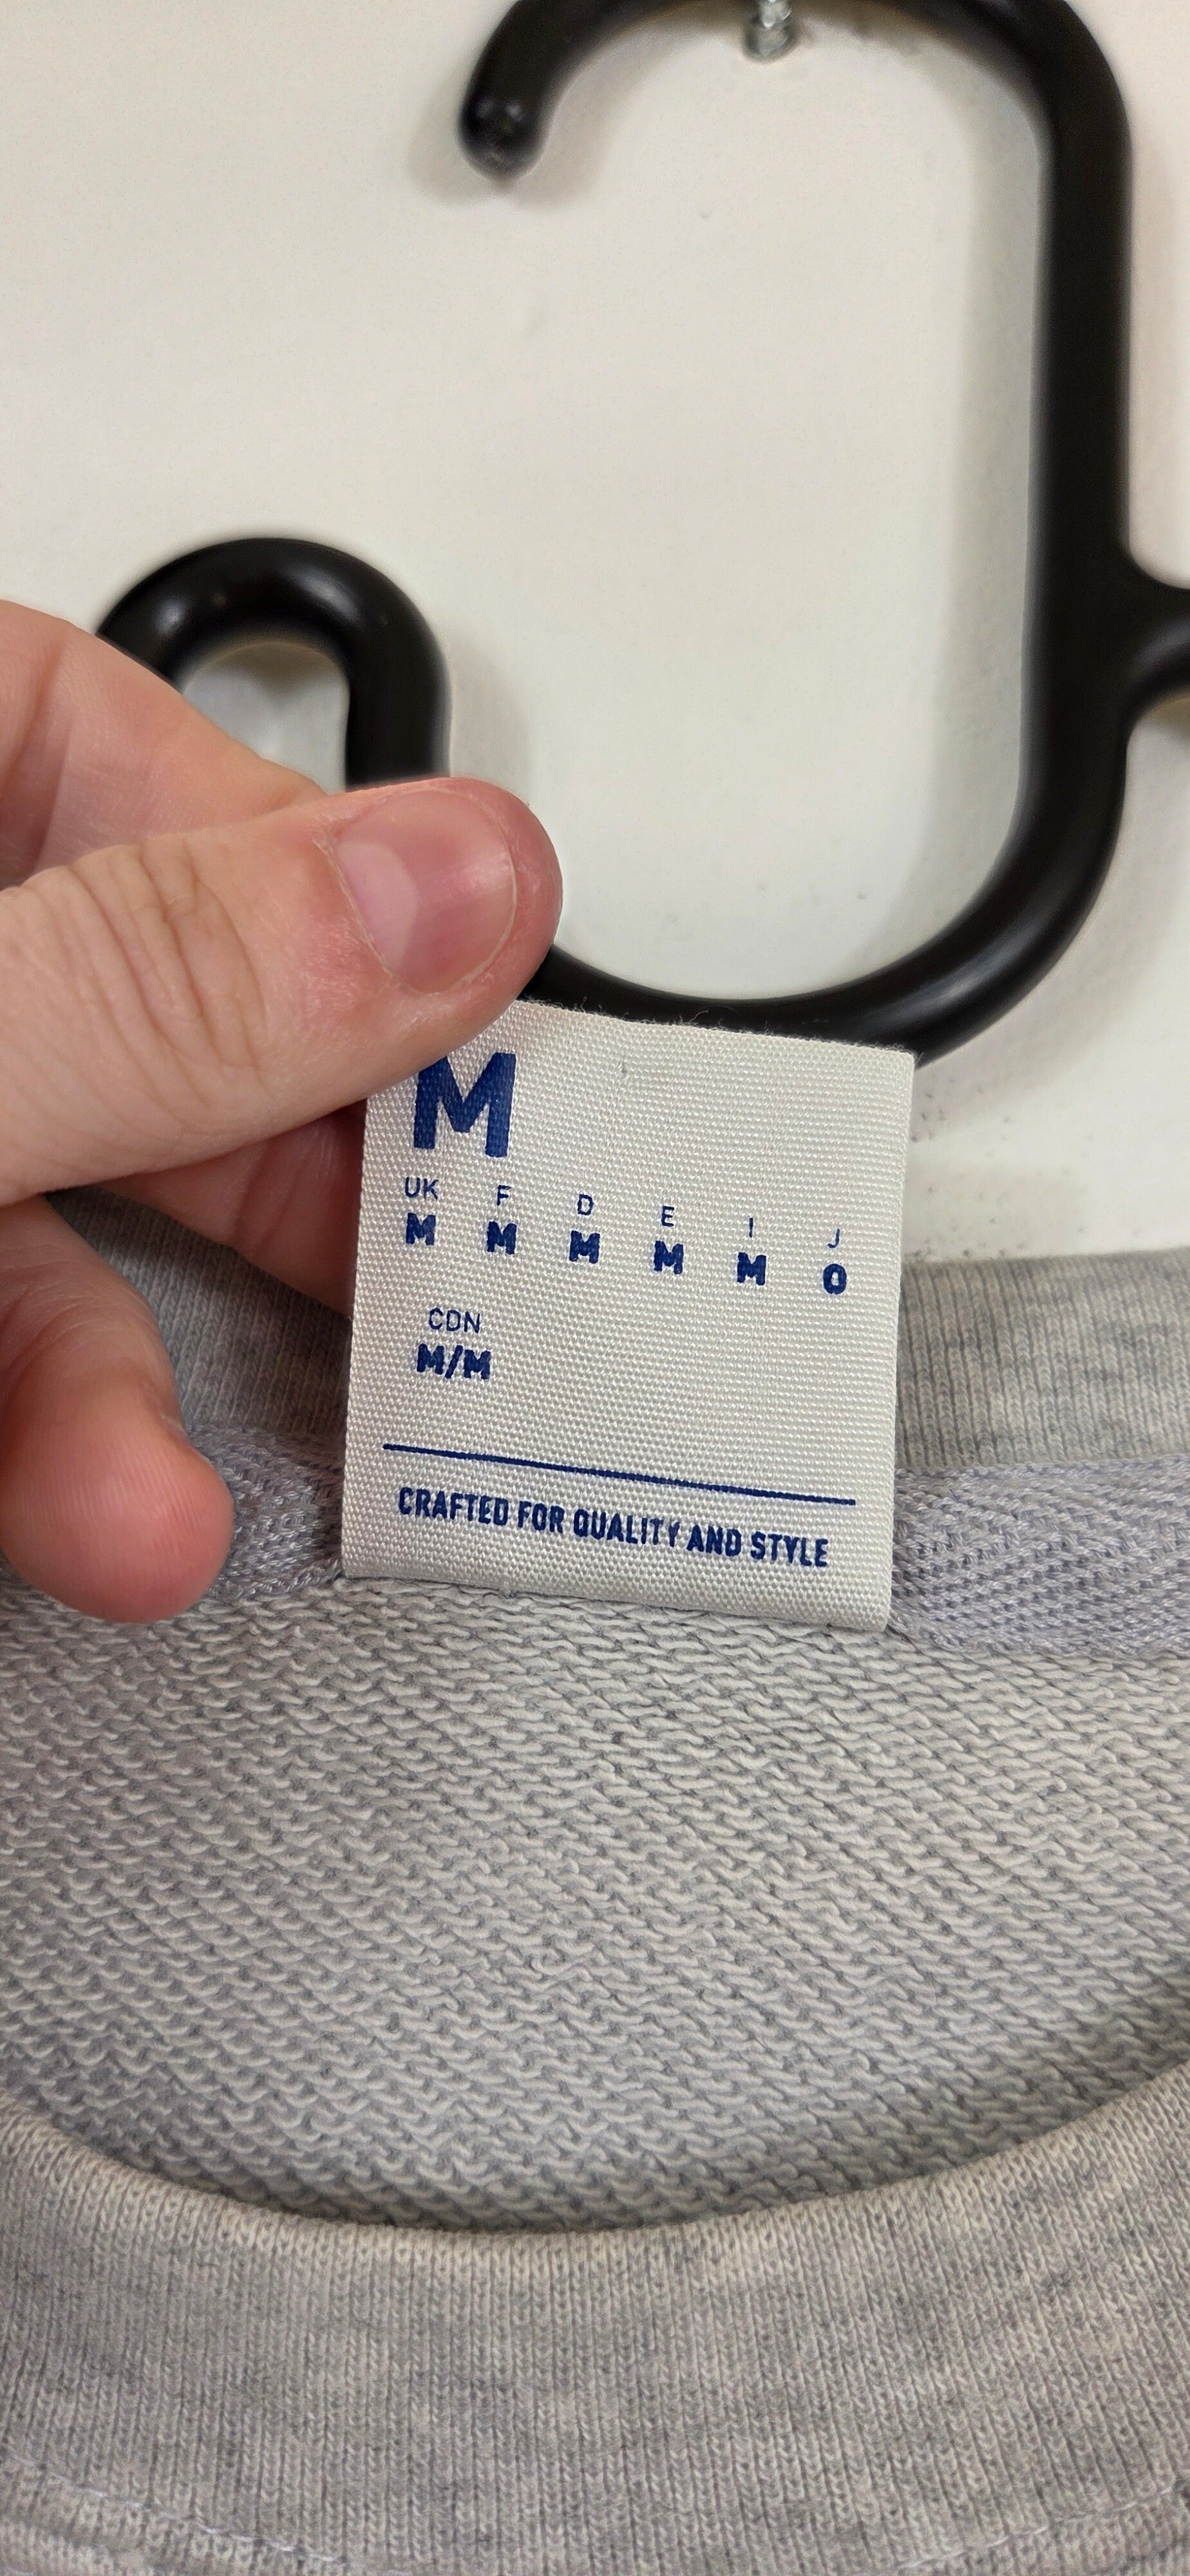 M
UK F D E I J
M M M M M O
CDN
M/M
CRAFTED FOR QUALITY AND STYLE